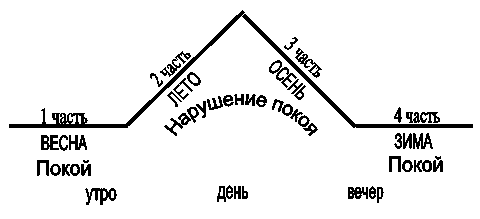 1 часть
ВЕСНА
Покой
2 часть
ЛЕТО
3 часть
ОСЕНЬ
Нарушение покоя
4 часть
ЗИМА
Покой
утро день вечер